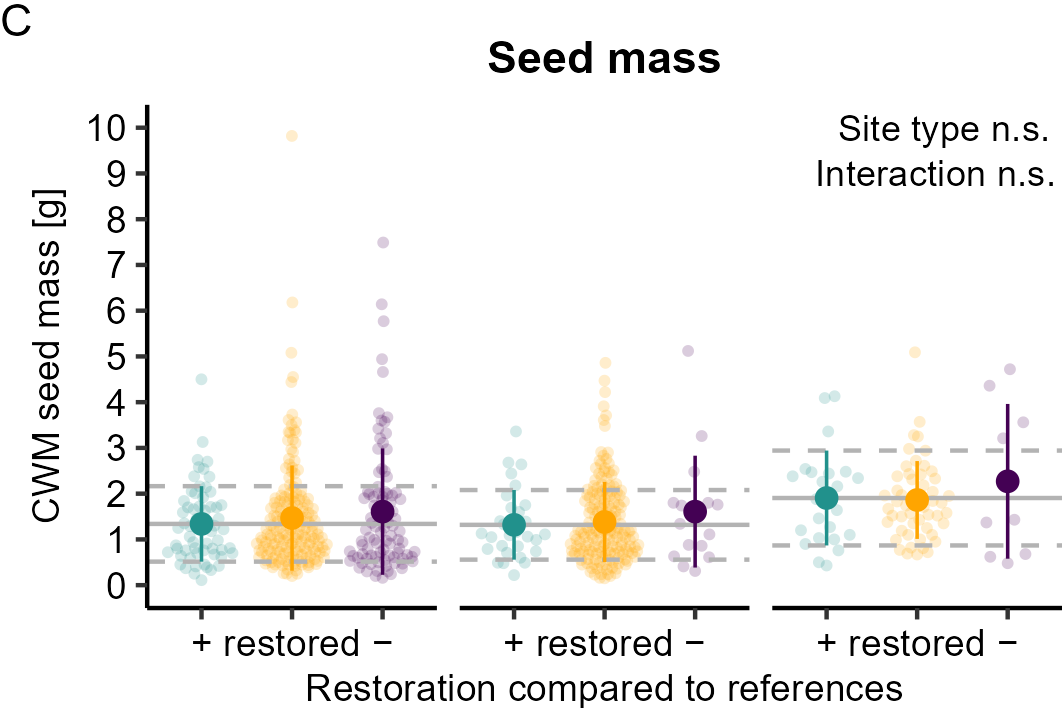 C
Seed mass
Site type n.s.
Interaction n.s.
CWM seed mass [g]
10
9
8
7
6
5
4
3
2
1
0
+ restored −
+ restored −
+ restored −
Restoration compared to references